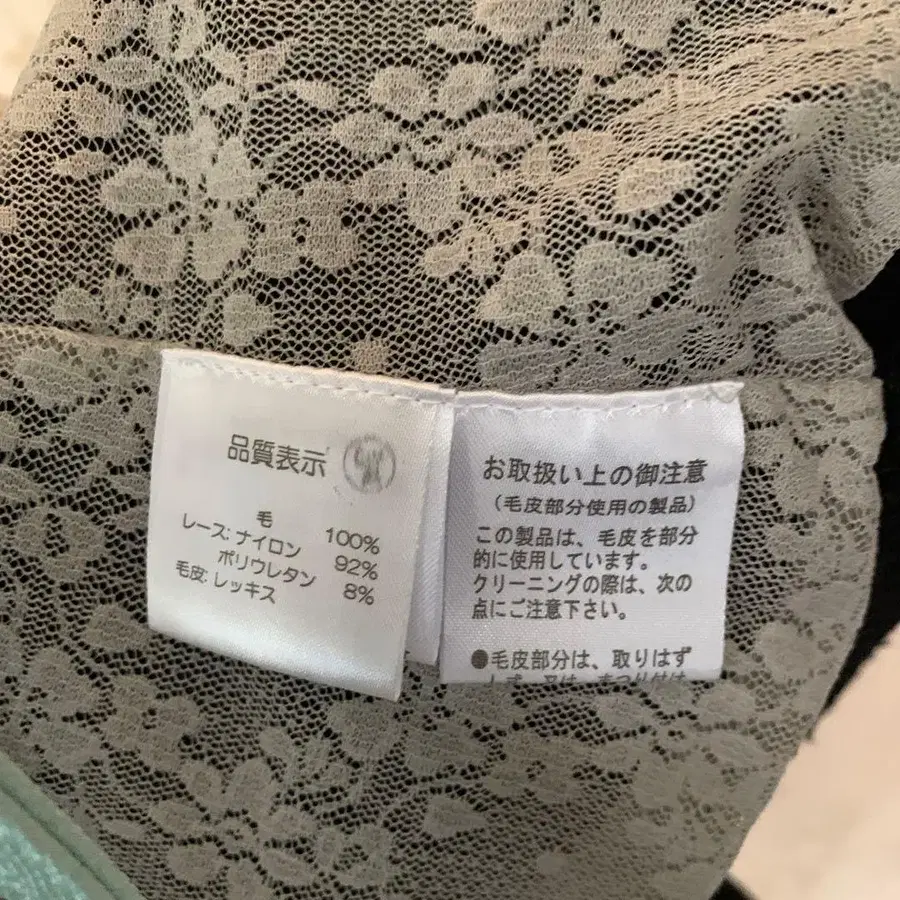 品質表示
毛 100%
レース: ナイロン 92%
ポリウレタン 8%
毛皮: レッキス
お取扱い上の御注意
(毛皮部分使用の製品)
この製品は、毛皮を部分
的に使用しています。
クリーニングの際は、次の
点にご注意下さい。
●毛皮部分は、取りはず